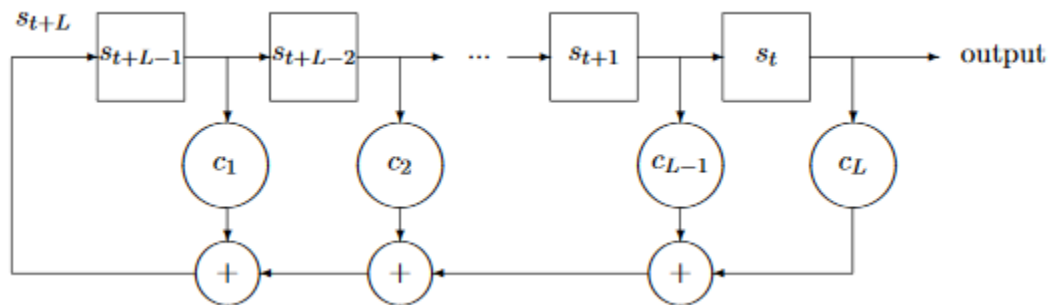 s_{t+L}
s_{t+L−1} s_{t+L−2} ... s_{t+1} s_t output
c_1 c_2 c_{L−1} c_L
+ + +